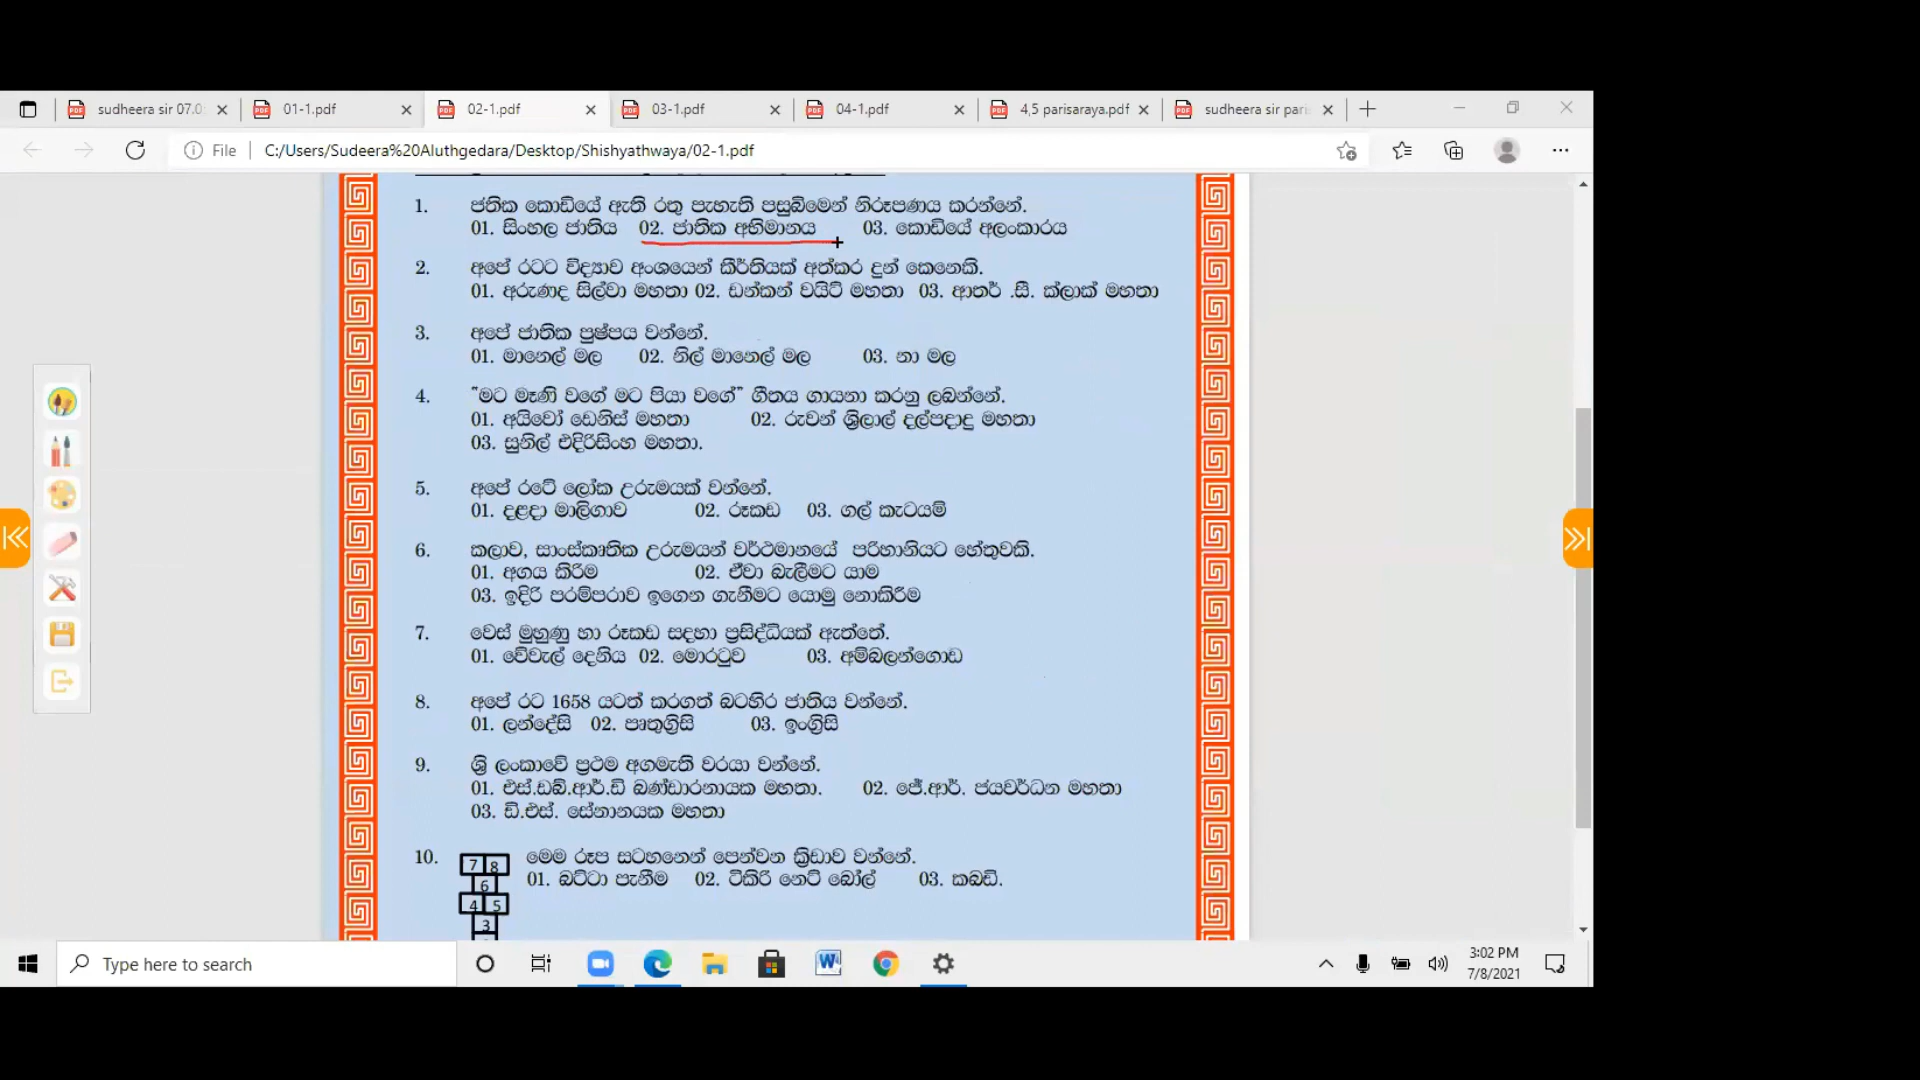 sudheera sir 07.0 01-1.pdf 02-1.pdf 03-1.pdf 04-1.pdf 4,5 parisaraya.pdf sudheera sir pari
File C:/Users/Sudeera%20Aluthgedara/Desktop/Shishyathwaya/02-1.pdf
1. ජතික කොඩියේ ඇති රතු පැහැති පසුබිමෙන් නිරූපණය කරන්නේ.
01. සිංහල ජාතිය 02. ජාතික අභිමානය 03. කොඩියේ අලංකාරය
2. අපේ රටට විද්‍යාව අංශයෙන් කීර්තියක් අත්කර දුන් කෙනෙකි.
01. අරුණද සිල්වා මහතා 02. ඩන්කන් වයිට් මහතා 03. ආතර් .සී. ක්ලාක් මහතා
3. අපේ ජාතික පුෂ්පය වන්නේ.
01. මානෙල් මල 02. නිල් මානෙල් මල 03. නා මල
4. “මට මෑණි වගේ මට පියා වගේ” ගීතය ගායනා කරනු ලබන්නේ.
01. අයිවෝ ඩෙනිස් මහතා 02. රුවන් ශ්‍රීලාල් දල්පදාදු මහතා
03. සුනිල් එදිරිසිංහ මහතා.
5. අපේ රටේ ලෝක උරුමයක් වන්නේ.
01. දළදා මාලිගාව 02. රූකඩ 03. ගල් කැටයම්
6. කලාව, සාංස්කෘතික උරුමයන් වර්ථමානයේ පරිහානියට හේතුවකි.
01. අගය කිරිම 02. ඒවා බැලීමට යාම
03. ඉදිරි පරම්පරාව ඉගෙන ගැනීමට යොමු නොකිරීම
7. වෙස් මුහුණු හා රූකඩ සදහා ප්‍රසිද්ධියක් ඇත්තේ.
01. වේවැල් දෙනිය 02. මොරටුව 03. අම්බලන්ගොඩ
8. අපේ රට 1658 යටත් කරගත් බටහිර ජාතිය වන්නේ.
01. ලන්දේසි 02. පෘතුග්‍රිසි 03. ඉංග්‍රිසි
9. ශ්‍රි ලංකාවේ ප්‍රථම අගමැති වරයා වන්නේ.
01. එස්.ඩබ්.ආර්.ඩි බණ්ඩාරනායක මහතා. 02. ජේ.ආර්. ජයවර්ධන මහතා
03. ඩි.එස්. සේනානයක මහතා
10. මෙම රූප සටහනෙන් පෙන්වන ක්‍රිඩාව වන්නේ.
01. බට්ටා පැනීම 02. ටිකිරි නෙට් බෝල් 03. කබඩි.
7 8
6
4 5
3
Type here to search
3:02 PM
7/8/2021